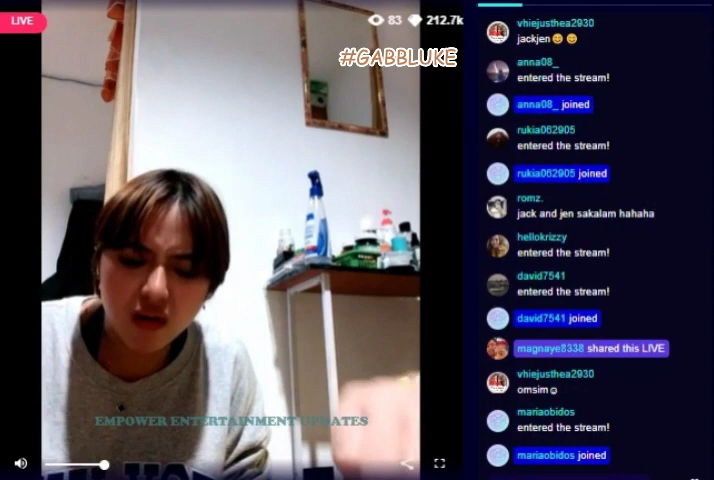 LIVE
83 212.7k
#GABBLUKE
EMPOWER ENTERTAINMENT UPDATES
vhiejusthea2930
jackjen😆 😆
anna08_
entered the stream!
anna08_ joined
rukia062905
entered the stream!
rukia062905 joined
romz.
jack and jen sakalam hahaha
hellokrizzy
entered the stream!
david7541
entered the stream!
david7541 joined
magnaye8338 shared this LIVE
vhiejusthea2930
omsim☺
mariaobidos
entered the stream!
mariaobidos joined